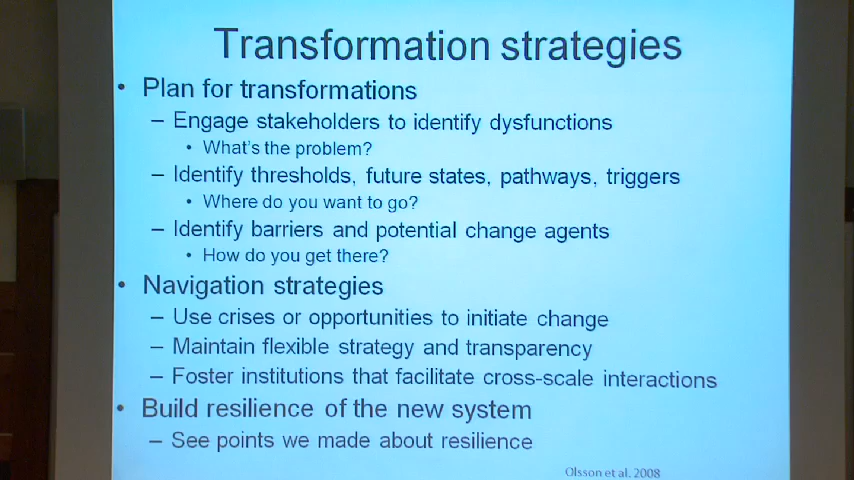 Transformation strategies
• Plan for transformations
– Engage stakeholders to identify dysfunctions
• What's the problem?
– Identify thresholds, future states, pathways, triggers
• Where do you want to go?
– Identify barriers and potential change agents
• How do you get there?
• Navigation strategies
– Use crises or opportunities to initiate change
– Maintain flexible strategy and transparency
– Foster institutions that facilitate cross-scale interactions
• Build resilience of the new system
– See points we made about resilience
Olsson et al. 2008